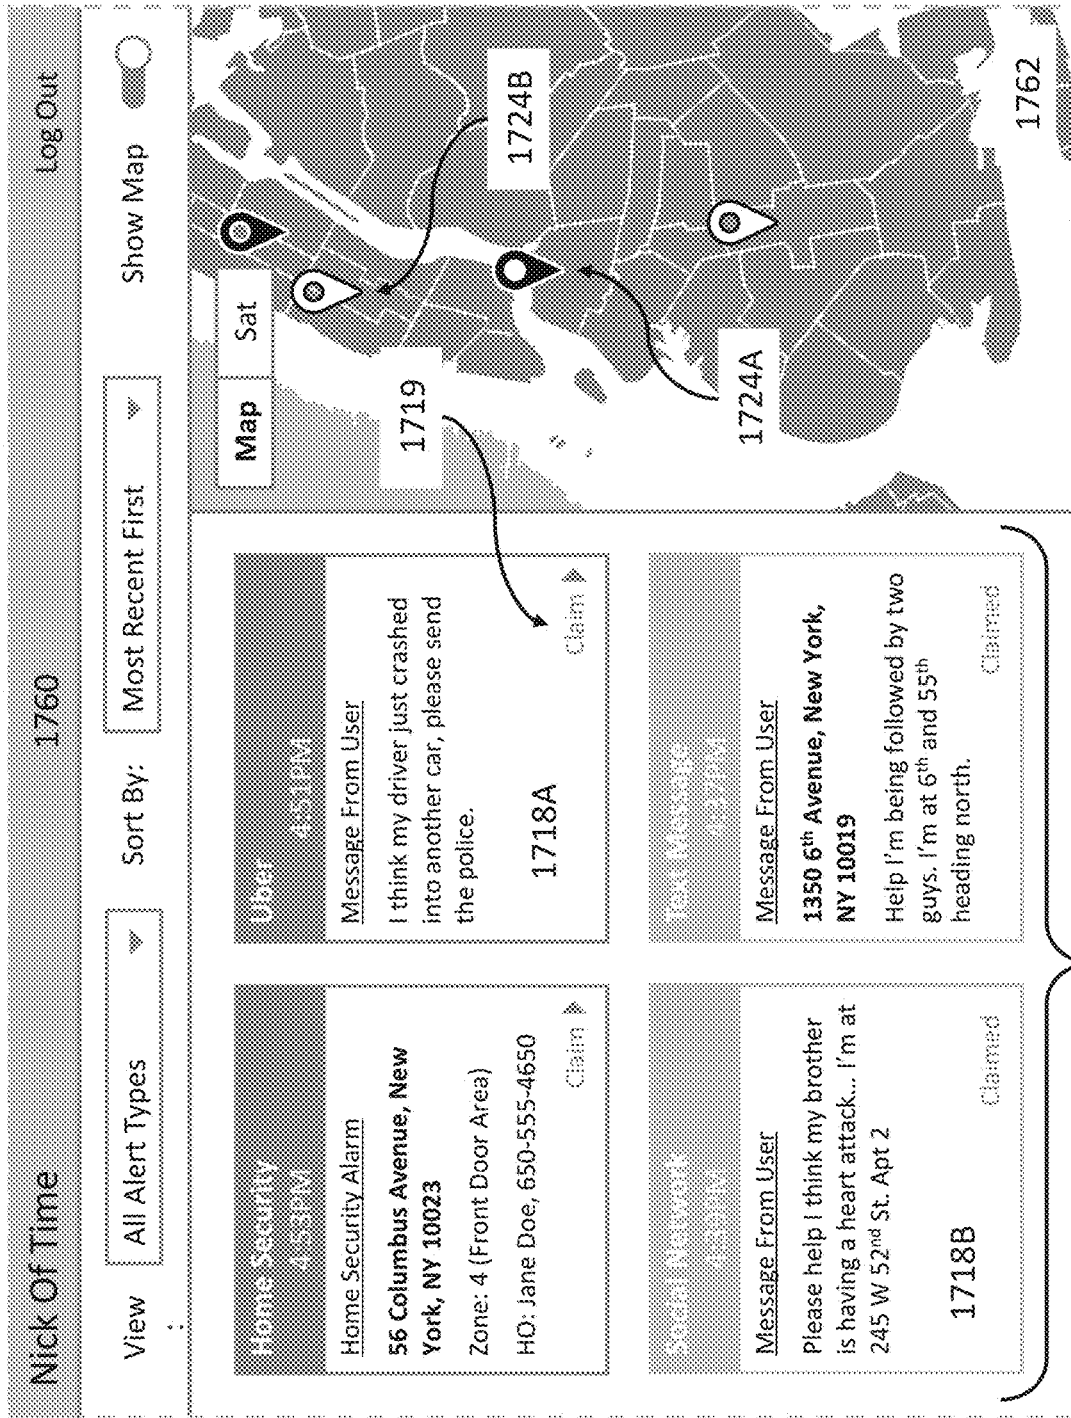 Nick Of Time
1760
Log Out
View
All Alert Types
Sort By:
Most Recent First
Show Map
Home Security
4:53PM
Home Security Alarm
56 Columbus Avenue, New
York, NY 10023
Zone: 4 (Front Door Area)
HO: Jane Doe, 650-555-4650
Claim
User
4:51PM
Message From User
I think my driver just crashed
into another car, please send
the police.
1718A
Claim
Social Network
Message From User
Please help I think my brother
is having a heart attack... I'm at
245 W 52nd St. Apt 2
1718B
Claimed
Text Message
Message From User
1350 6th Avenue, New York,
NY 10019
Help I'm being followed by two
guys. I'm at 6th and 55th
heading north.
Claimed
Map
Sat
1719
1724B
1724A
1762